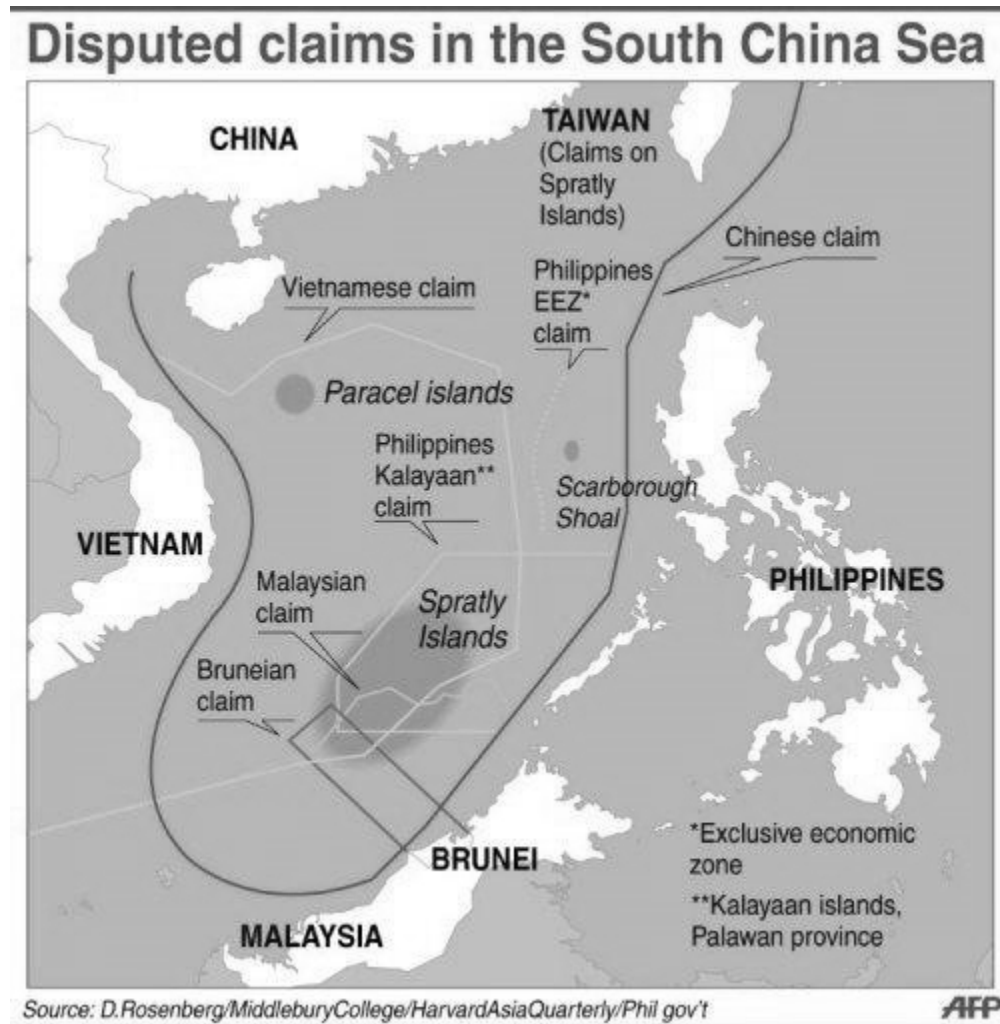 Disputed claims in the South China Sea
CHINA
TAIWAN
(Claims on
Spratly
Islands)
Chinese claim
Philippines
EEZ*
claim
Vietnamese claim
Paracel islands
Philippines
Kalayaan**
claim
Scarborough
Shoal
VIETNAM
PHILIPPINES
Malaysian
claim
Spratly
Islands
Bruneian
claim
*Exclusive economic
zone
BRUNEI
**Kalayaan islands,
Palawan province
MALAYSIA
Source: D.Rosenberg/MiddleburyCollege/HarvardAsiaQuarterly/Phil gov't
AFP